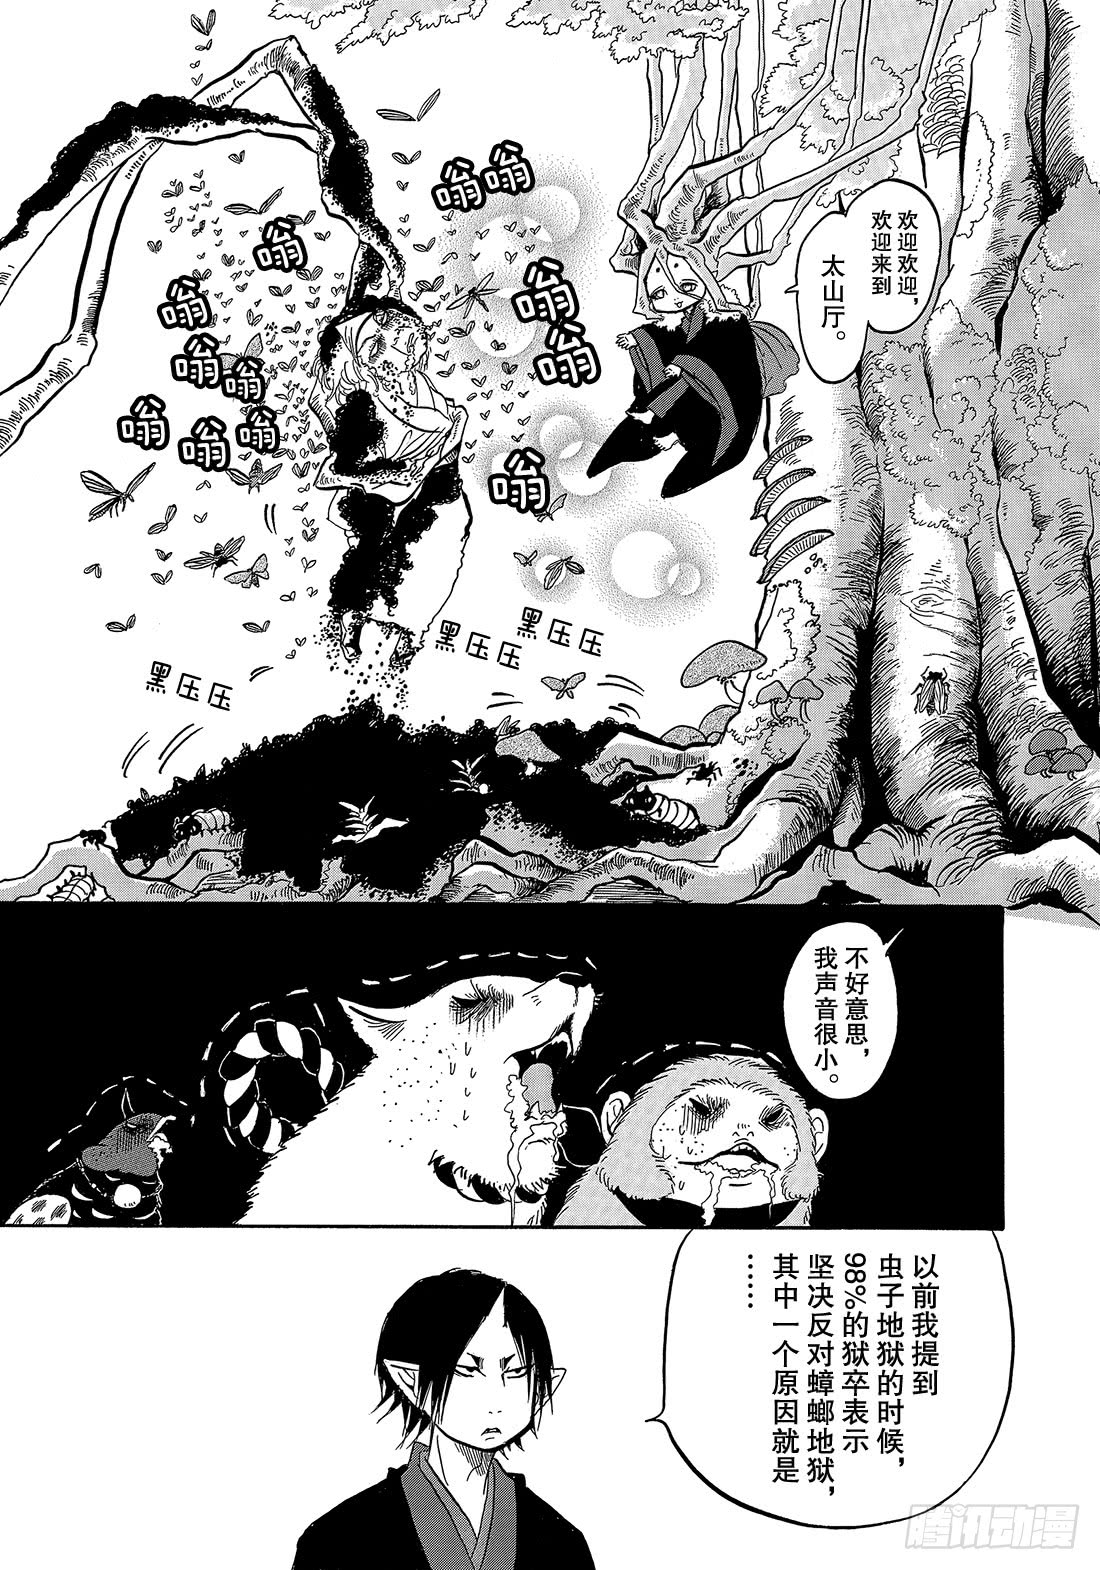 欢迎欢迎，
欢迎来到
太山厅。
嗡嗡
嗡
嗡
嗡
嗡
嗡
嗡
嗡
嗡
嗡
嗡
嗡
黑压压
黑压压
黑压压
不好意思，
我声音很小。
以前我提到
虫子地狱的时候，
98%的狱卒表示
坚决反对蟑螂地狱，
其中一个原因就是
……
腾讯动漫